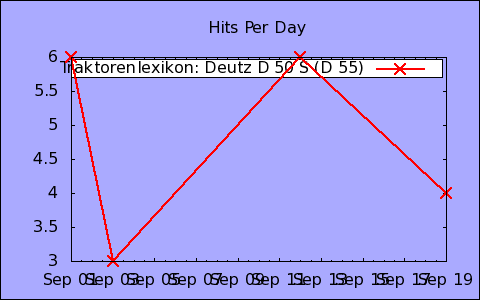 Hits Per Day
Traktorenlexikon: Deutz D 50 S (D 55)
6
5.5
5
4.5
4
3.5
3
Sep 01 Sep 03 Sep 05 Sep 07 Sep 09 Sep 11 Sep 13 Sep 15 Sep 17 Sep 19